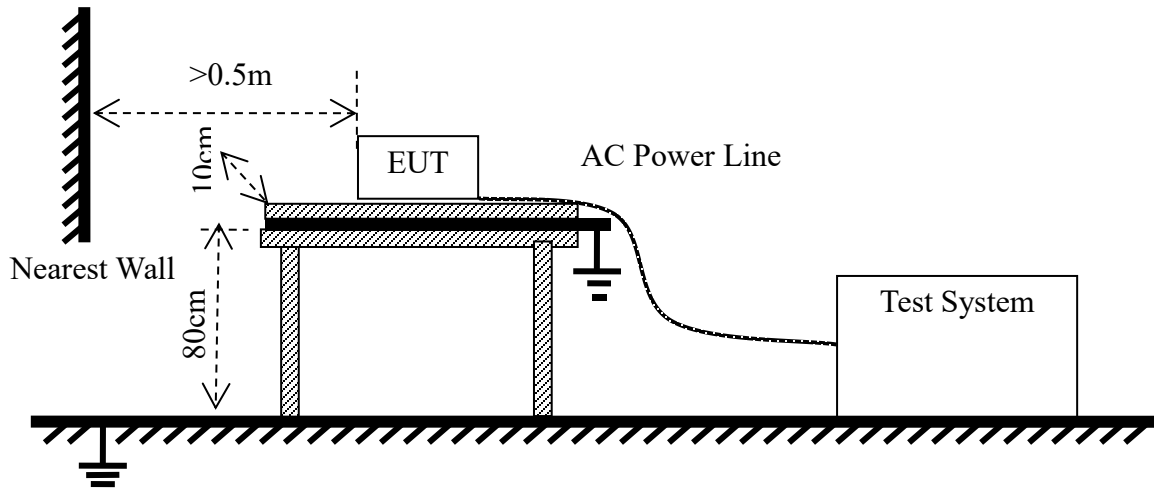 >0.5m
10cm
EUT
AC Power Line
Nearest Wall
80cm
Test System